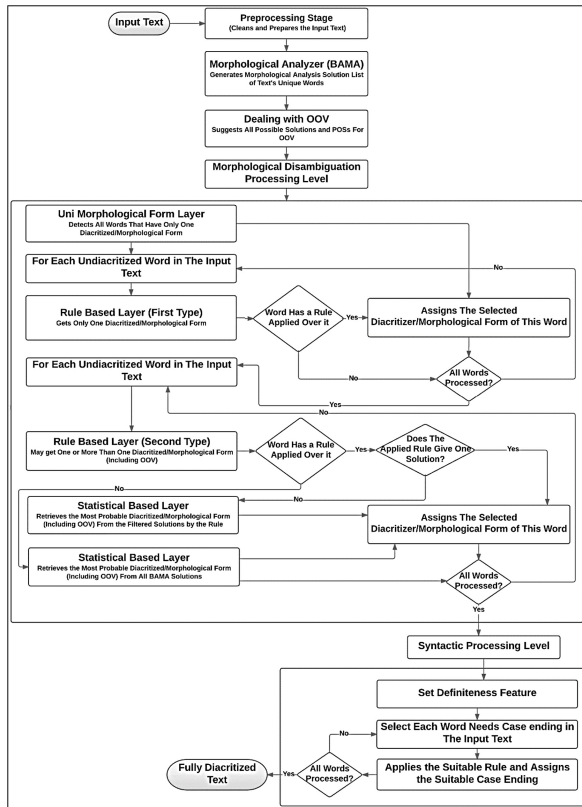 Input Text
Preprocessing Stage
(Cleans and Prepares the Input Text)
Morphological Analyzer (BAMA)
Generates Morphological Analysis Solution List
of Text's Unique Words
Dealing with OOV
Suggests All Possible Solutions and POSs For
OOV
Morphological Disambiguation
Processing Level
Uni Morphological Form Layer
Detects All Words That Have Only One
Diacritized/Morphological Form
No
For Each Undiacritized Word in The Input
Text
Rule Based Layer (First Type)
Gets Only One Diacritized/Morphological Form
Word Has a Rule
Applied Over it
Yes
Assigns The Selected
Diacritizer/Morphological Form of This Word
For Each Undiacritized Word in The Input
Text
No
All Words
Processed?
Yes
No
Rule Based Layer (Second Type)
May get One or More Than One Diacritized/Morphological Form
(Including OOV)
Word Has a Rule
Applied Over it
Yes
Does The
Applied Rule Give One
Solution?
Yes
No
No
Statistical Based Layer
Retrieves the Most Probable Diacritized/Morphological Form
(Including OOV) From the Filtered Solutions by the Rule
Assigns The Selected
Diacritizer/Morphological Form of This Word
Statistical Based Layer
Retrieves the Most Probable Diacritized/Morphological Form
(Including OOV) From All BAMA Solutions
All Words
Processed?
Yes
Syntactic Processing Level
Set Definiteness Feature
No
Select Each Word Needs Case ending in
The Input Text
Fully Diacritized
Text
Yes
All Words
Processed?
Applies the Suitable Rule and Assigns
the Suitable Case Ending